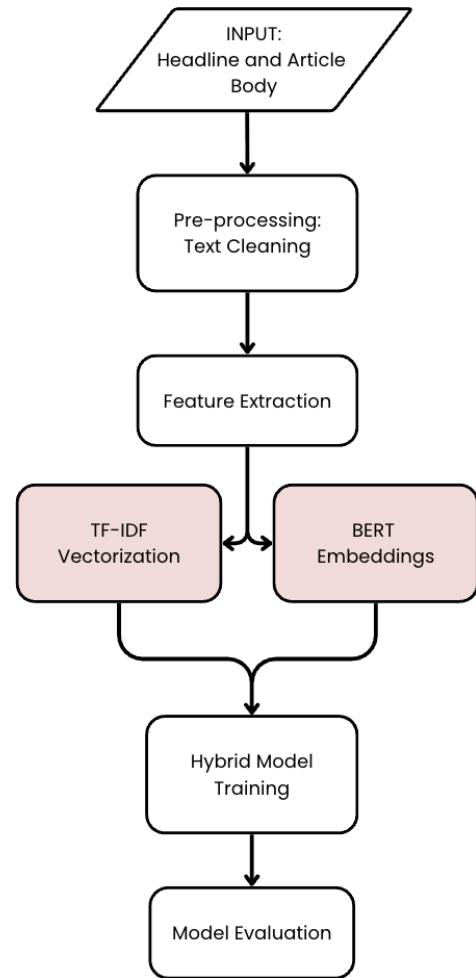 INPUT:
Headline and Article
Body
Pre-processing:
Text Cleaning
Feature Extraction
TF-IDF
Vectorization
BERT
Embeddings
Hybrid Model
Training
Model Evaluation